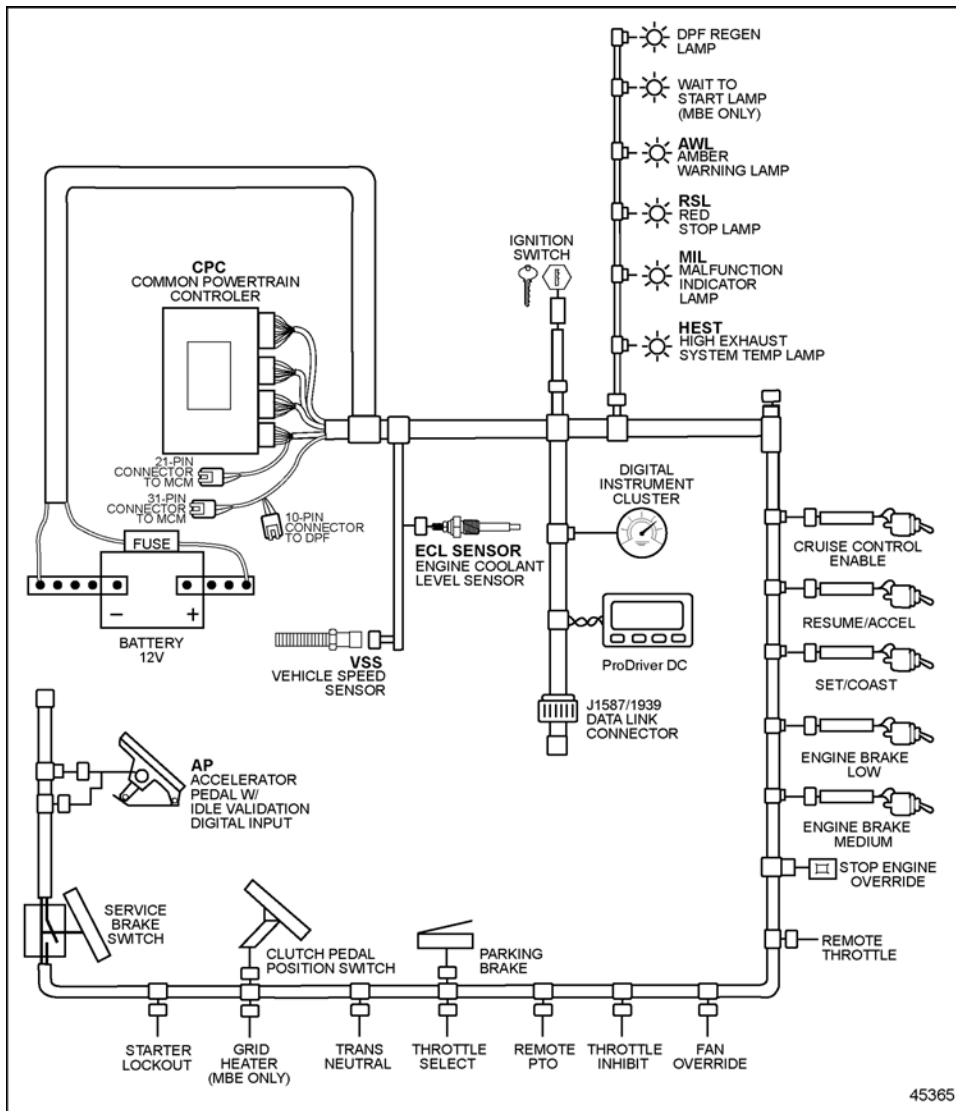 DPF REGEN
LAMP
WAIT TO
START LAMP
(MBE ONLY)
AWL
AMBER
WARNING LAMP
RSL
RED
STOP LAMP
MIL
MALFUNCTION
INDICATOR
LAMP
HEST
HIGH EXHAUST
SYSTEM TEMP LAMP
IGNITION
SWITCH
CPC
COMMON POWERTRAIN
CONTROLER
21-PIN
CONNECTOR
TO MCM
31-PIN
CONNECTOR
TO MCM
10-PIN
CONNECTOR
TO DPF
FUSE
– +
BATTERY
12V
ECL SENSOR
ENGINE COOLANT
LEVEL SENSOR
VSS
VEHICLE SPEED
SENSOR
DIGITAL
INSTRUMENT
CLUSTER
ProDriver DC
J1587/1939
DATA LINK
CONNECTOR
CRUISE CONTROL
ENABLE
RESUME/ACCEL
SET/COAST
ENGINE BRAKE
LOW
ENGINE BRAKE
MEDIUM
STOP ENGINE
OVERRIDE
REMOTE
THROTTLE
AP
ACCELERATOR
PEDAL W/
IDLE VALIDATION
DIGITAL INPUT
SERVICE
BRAKE
SWITCH
CLUTCH PEDAL
POSITION SWITCH
PARKING
BRAKE
STARTER
LOCKOUT
GRID
HEATER
(MBE ONLY)
TRANS
NEUTRAL
THROTTLE
SELECT
REMOTE
PTO
THROTTLE
INHIBIT
FAN
OVERRIDE
45365